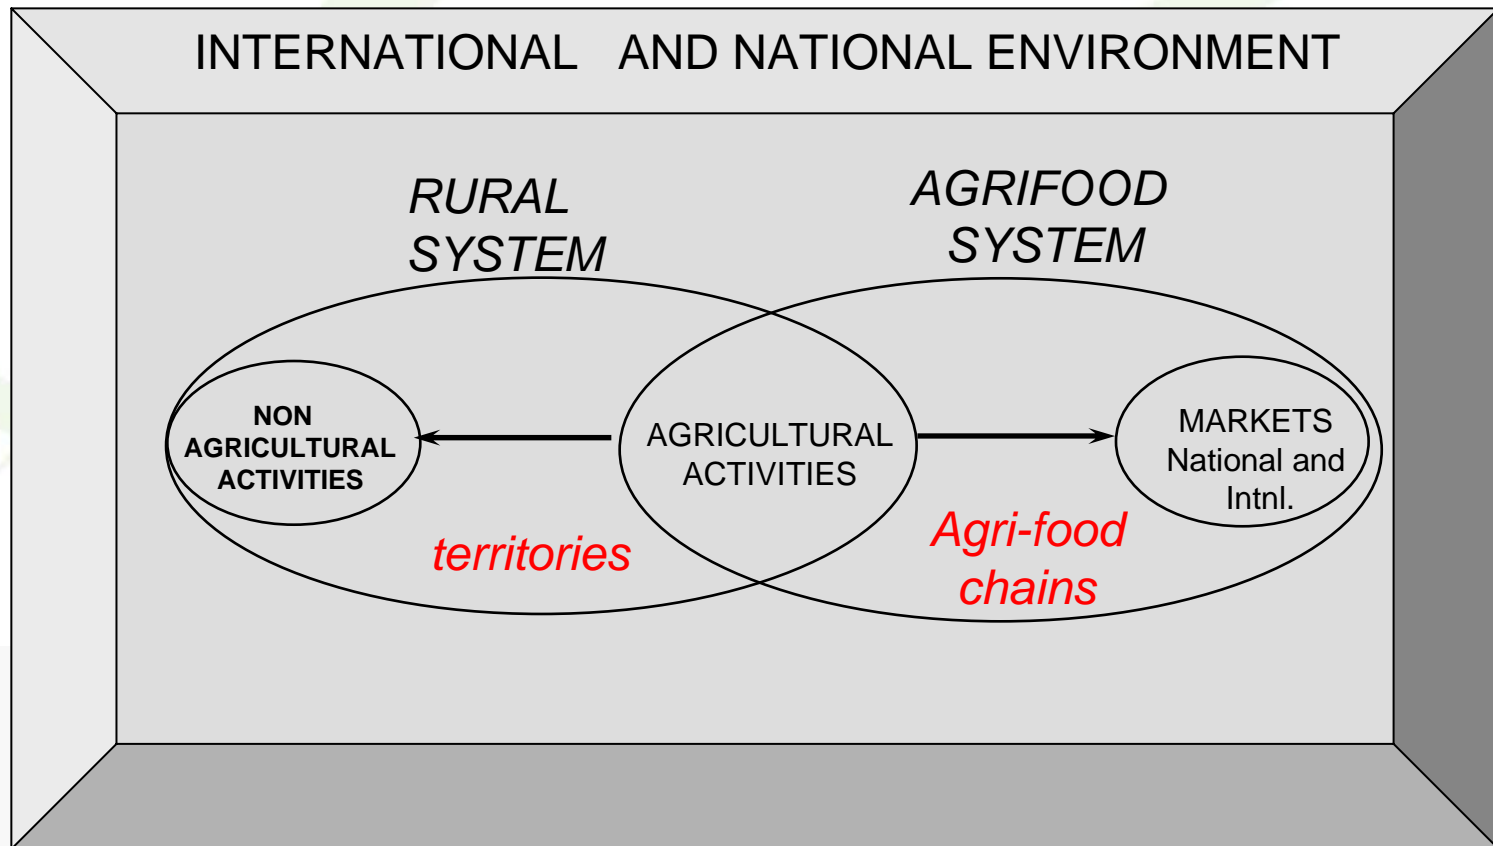 INTERNATIONAL AND NATIONAL ENVIRONMENT
RURAL
SYSTEM
AGRIFOOD
SYSTEM
NON
AGRICULTURAL
ACTIVITIES
AGRICULTURAL
ACTIVITIES
MARKETS
National and
Intnl.
territories
Agri-food
chains